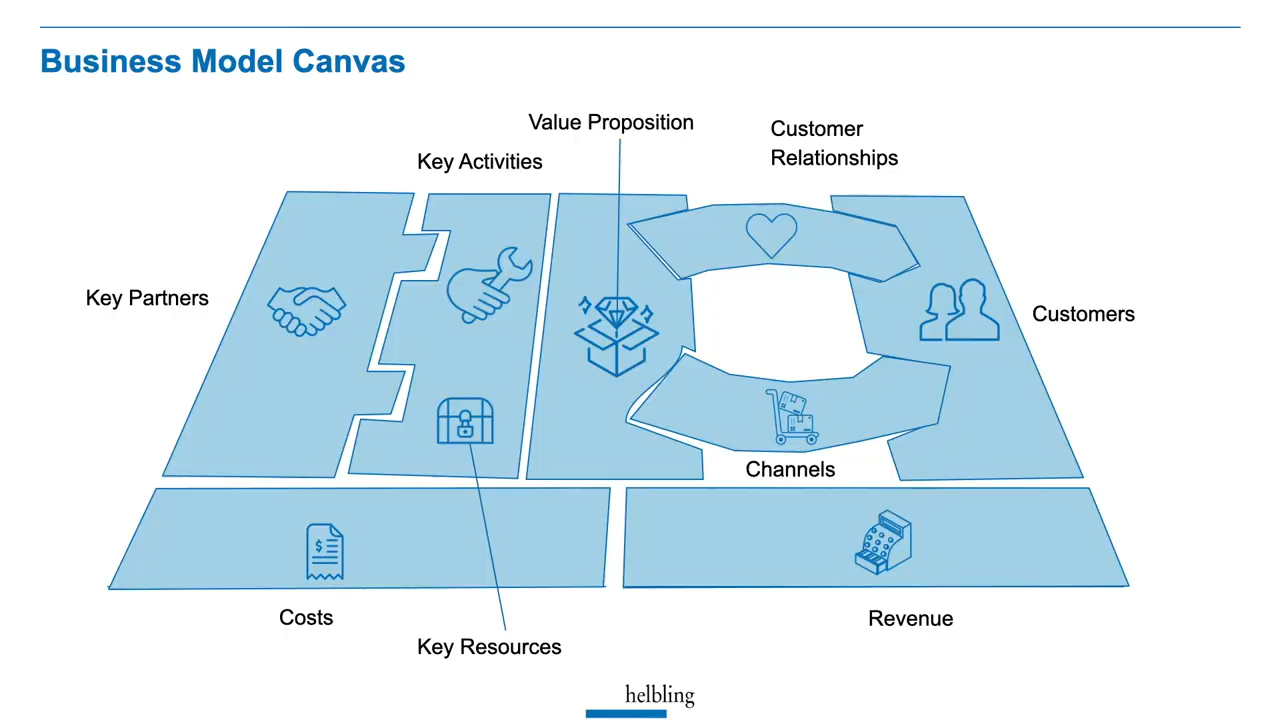 Business Model Canvas
Value Proposition
Customer
Relationships
Key Activities
Key Partners
Customers
Channels
$
Costs
Revenue
Key Resources
helbling